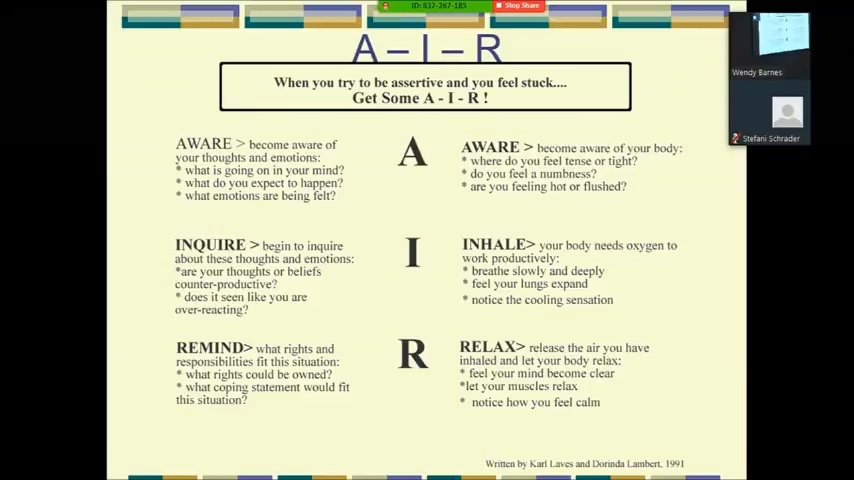 ID: 837-267-185
Stop Share
A – I – R
When you try to be assertive and you feel stuck....
Get Some A - I - R !
AWARE > become aware of
your thoughts and emotions:
* what is going on in your mind?
* what do you expect to happen?
* what emotions are being felt?
A
AWARE > become aware of your body:
* where do you feel tense or tight?
* do you feel a numbness?
* are you feeling hot or flushed?
INQUIRE > begin to inquire
about these thoughts and emotions:
*are your thoughts or beliefs
counter-productive?
* does it seen like you are
over-reacting?
I
INHALE> your body needs oxygen to
work productively:
* breathe slowly and deeply
* feel your lungs expand
* notice the cooling sensation
REMIND> what rights and
responsibilities fit this situation:
* what rights could be owned?
* what coping statement would fit
this situation?
R
RELAX> release the air you have
inhaled and let your body relax:
* feel your mind become clear
*let your muscles relax
* notice how you feel calm
Written by Karl Laves and Dorinda Lambert, 1991
Wendy Barnes
Stefani Schrader